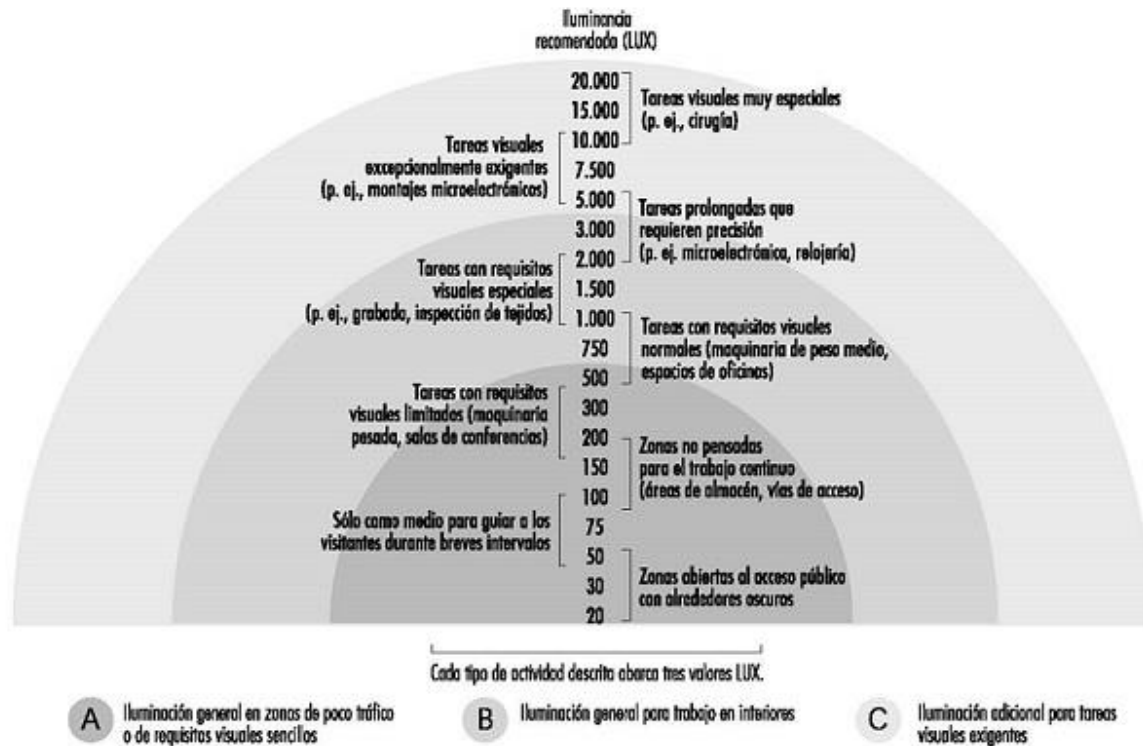 Iluminancia
recomendada (LUX)
20.000
15.000
10.000
7.500
5.000
3.000
2.000
1.500
1.000
750
500
300
200
150
100
75
50
30
20
Tareas visuales muy especiales
(p. ej., cirugía)
Tareas visuales
excepcionalmente exigentes
(p. ej., montajes microelectrónicos)
Tareas prolongadas que
requieren precisión
(p. ej. microelectrónica, relojería)
Tareas con requisitos
visuales especiales
(p. ej., grabado, inspección de tejidos)
Tareas con requisitos visuales
normales (maquinaria de peso medio,
espacios de oficinas)
Tareas con requisitos
visuales limitados (maquinaria
pesada, salas de conferencias)
Zonas no pensadas
para el trabajo continuo
(áreas de almacén, vías de acceso)
Sólo como medio para guiar a los
visitantes durante breves intervalos
Zonas abiertas al acceso público
con alrededores oscuros
Cada tipo de actividad descrita abarca tres valores LUX.
A
Iluminación general en zonas de poco tráfico
o de requisitos visuales sencillos
B
Iluminación general para trabajo en interiores
C
Iluminación adicional para tareas
visuales exigentes